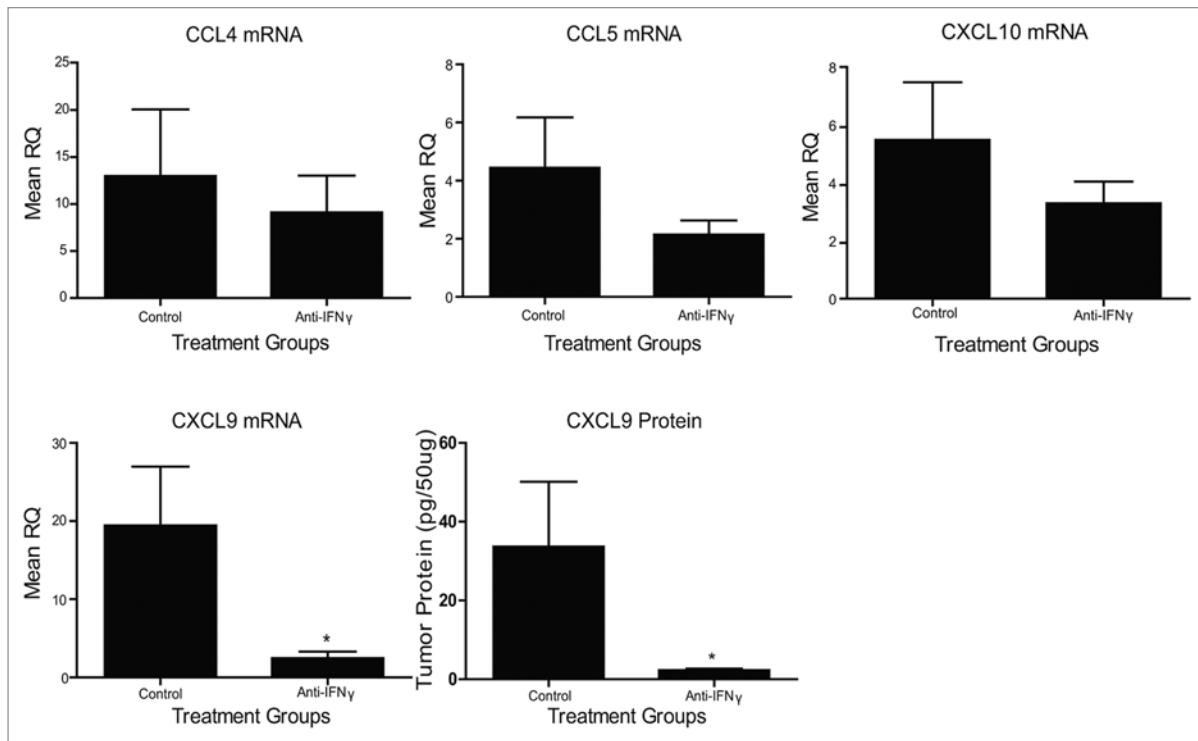 CCL4 mRNA
25
20
15
10
5
0
Mean RQ
Control
Anti-IFNγ
Treatment Groups
CCL5 mRNA
8
6
4
2
0
Mean RQ
Control
Anti-IFNγ
Treatment Groups
CXCL10 mRNA
8
6
4
2
0
Mean RQ
Control
Anti-IFNγ
Treatment Groups
CXCL9 mRNA
30
20
10
0
Mean RQ
*
Control
Anti-IFNγ
Treatment Groups
CXCL9 Protein
60
40
20
0
Tumor Protein (pg/50ug)
*
Control
Anti-IFNγ
Treatment Groups